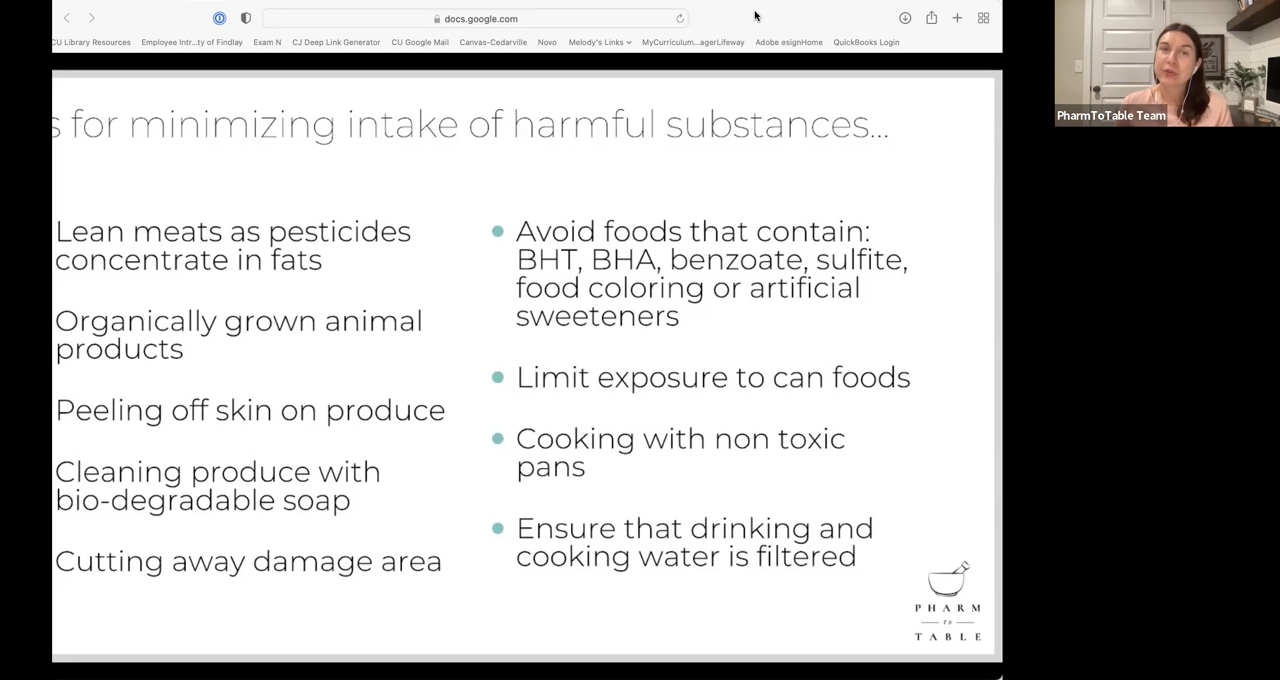 docs.google.com
CU Library Resources Employee Intr...ty of Findlay Exam N CJ Deep Link Generator CU Google Mail Canvas-Cedarville Novo Melody's Links MyCurriculum...agerLifeway Adobe esignHome QuickBooks Login
PharmToTable Team
s for minimizing intake of harmful substances...
Lean meats as pesticides
concentrate in fats
Organically grown animal
products
Peeling off skin on produce
Cleaning produce with
bio-degradable soap
Cutting away damage area
Avoid foods that contain:
BHT, BHA, benzoate, sulfite,
food coloring or artificial
sweeteners
Limit exposure to can foods
Cooking with non toxic
pans
Ensure that drinking and
cooking water is filtered
PHARM
to
TABLE